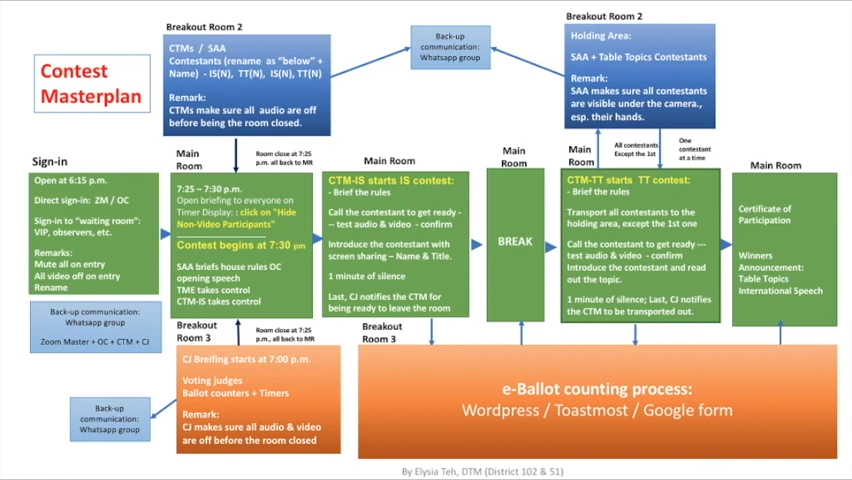 Contest
Masterplan
Breakout Room 2
CTMs / SAA
Contestants (rename as "below" +
Name) - IS(N), TT(N), IS(N), TT(N)
Remark:
CTMs make sure all audio are off
before being the room closed.
Back-up
communication:
Whatsapp group
Breakout Room 2
Holding Area:
SAA + Table Topics Contestants
Remark:
SAA makes sure all contestants
are visible under the camera.,
esp. their hands.
Sign-in
Open at 6:15 p.m.
Direct sign-in: ZM / OC
Sign-in to "waiting room":
VIP, observers, etc.
Remarks:
Mute all on entry
All video off on entry
Rename
Back-up communication:
Whatsapp group
Zoom Master + OC + CTM + CJ
Main
Room
Room close at 7:25
p.m. all back to MR
7:25 – 7:30 p.m.
Open briefing to everyone on
Timer Display: : click on "Hide
Non-Video Participants"
Contest begins at 7:30 pm
SAA briefs house rules OC
opening speech
TME takes control
CTM-IS takes control
Main Room
CTM-IS starts IS contest:
- Brief the rules
Call the contestant to get ready -
-- test audio & video - confirm
Introduce the contestant with
screen sharing – Name & Title.
1 minute of silence
Last, CJ notifies the CTM for
being ready to leave the room
Main
Room
BREAK
Main
Room
All contestants
Except the 1st
One
contestant
at a time
CTM-TT starts TT contest:
- Brief the rules
Transport all contestants to the
holding area, except the 1st one
Call the contestant to get ready ---
test audio & video - confirm
Introduce the contestant and read
out the topic.
1 minute of silence; Last, CJ notifies
the CTM to be transported out.
Main Room
Certificate of
Participation
Winners
Announcement:
Table Topics
International Speech
Breakout
Room 3
Room close at 7:25
p.m., all back to MR
CJ Breifing starts at 7:00 p.m.
Voting judges
Ballot counters + Timers
Remark:
CJ makes sure all audio & video
are off before the room closed
Back-up
communication:
Whatsapp group
Breakout
Room 3
e-Ballot counting process:
Wordpress / Toastmost / Google form
By Elysia Teh, DTM (District 102 & 51)